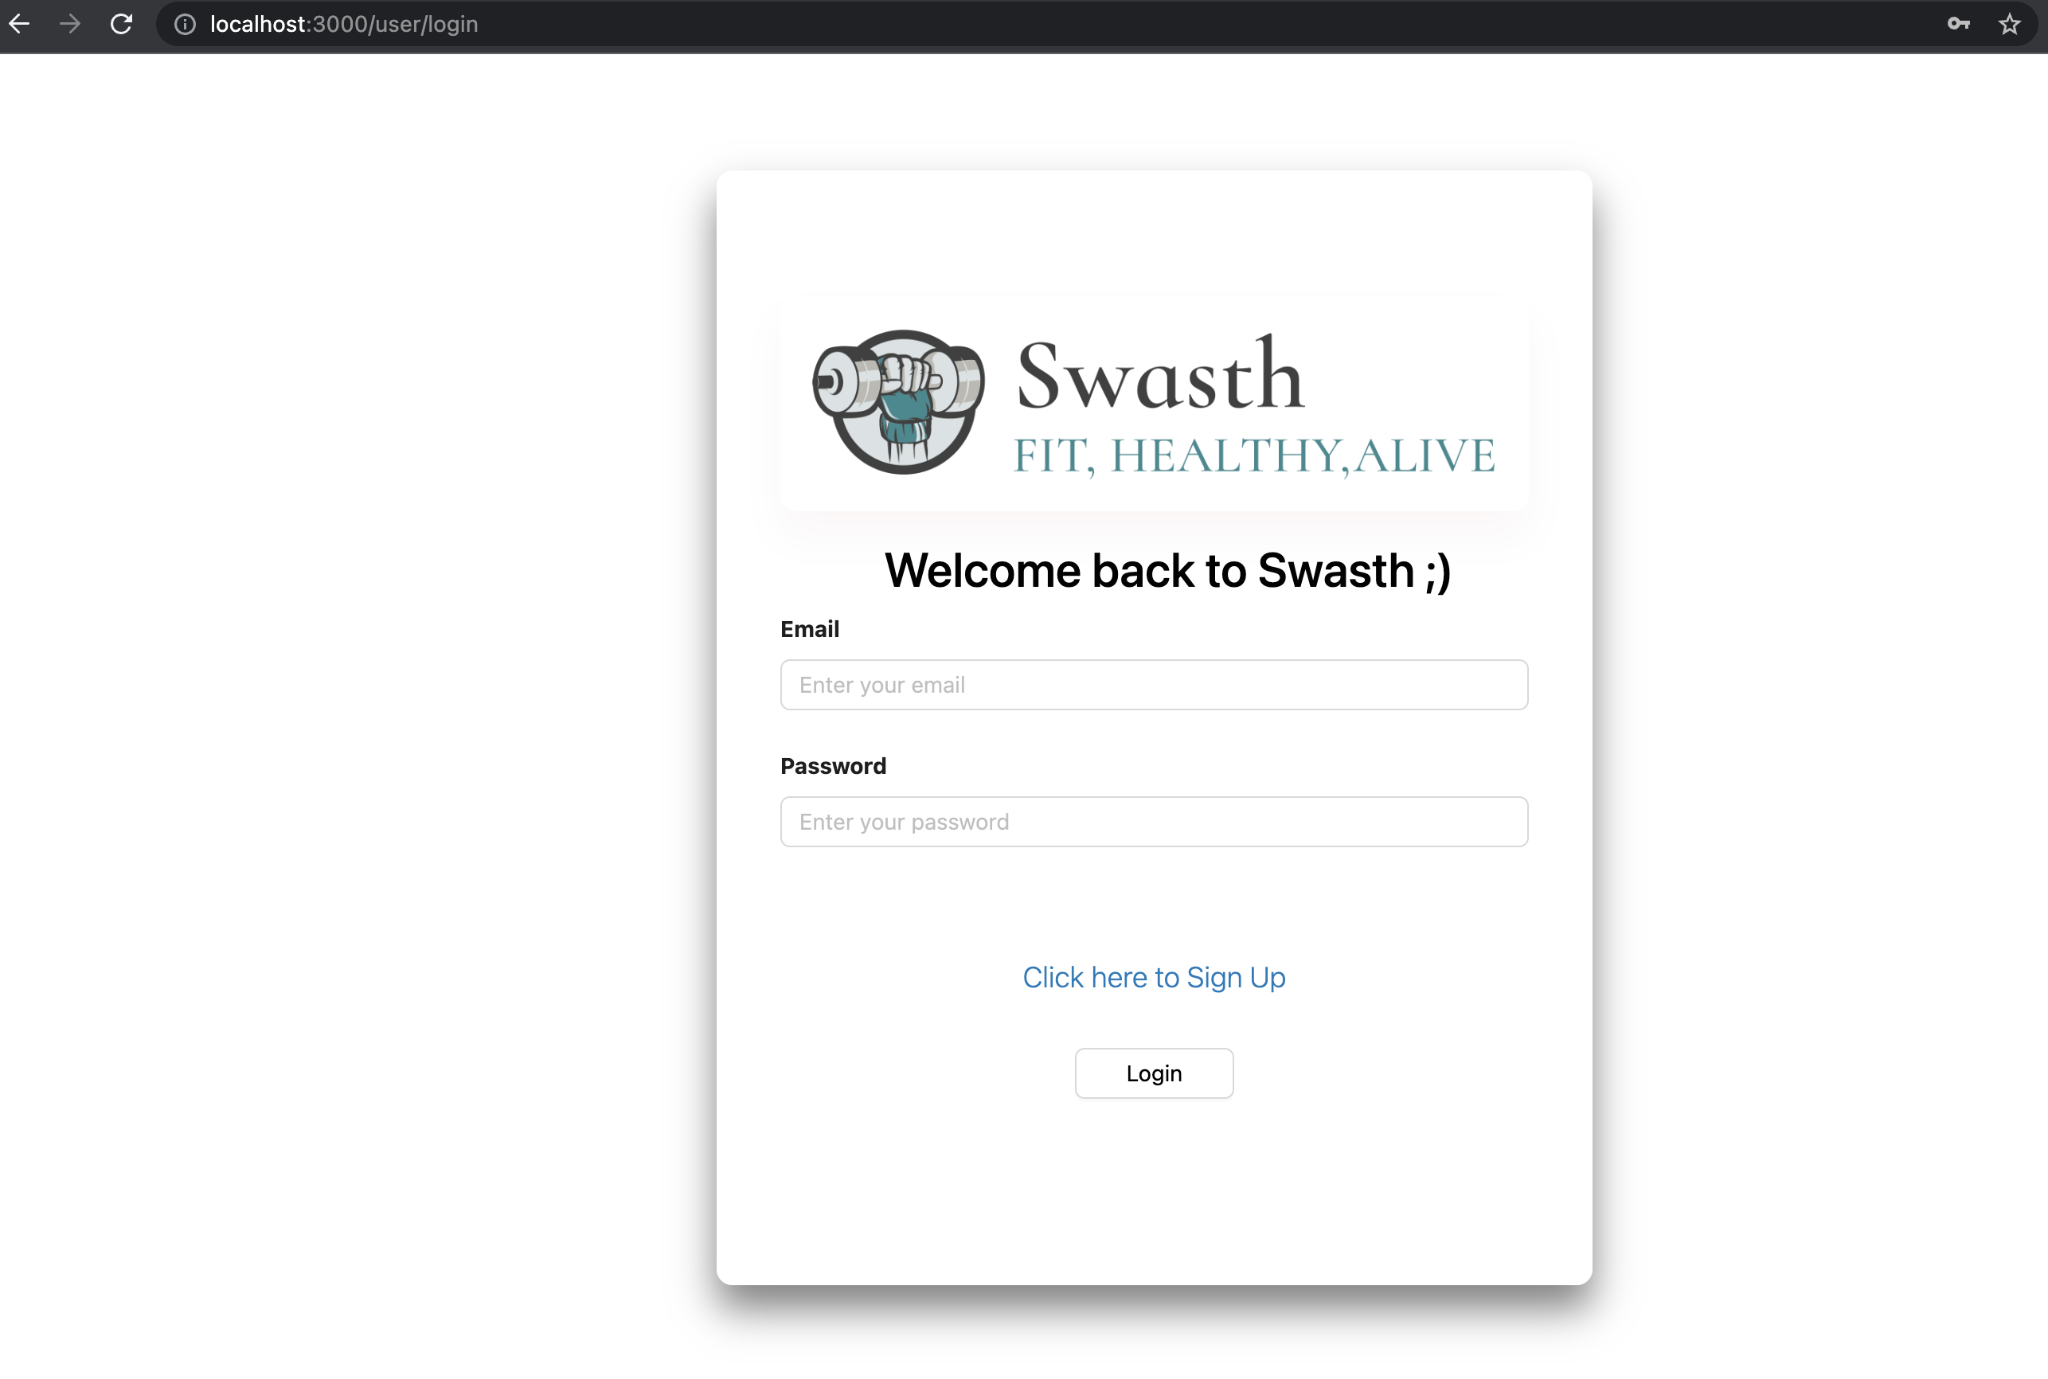 localhost:3000/user/login
Swasth
FIT, HEALTHY,ALIVE
Welcome back to Swasth ;)
Email
Enter your email
Password
Enter your password
Click here to Sign Up
Login